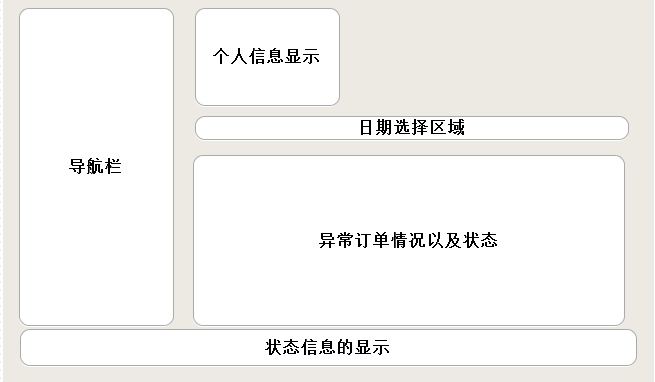 个人信息显示
日期选择区域
导航栏
异常订单情况以及状态
状态信息的显示